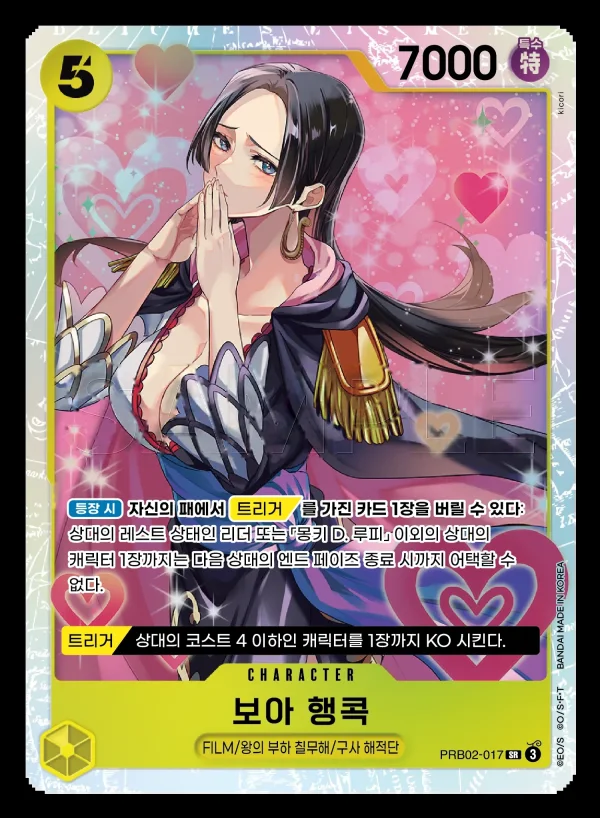 5
7000
특수
特
kicori
SAMPLE
등장 시 자신의 패에서 트리거 를 가진 카드 1장을 버릴 수 있다:
상대의 레스트 상태인 리더 또는 『몽키 D. 루피』 이외의 상대의
캐릭터 1장까지는 다음 상대의 엔드 페이즈 종료 시까지 어택할 수
없다.
트리거 상대의 코스트 4 이하인 캐릭터를 1장까지 KO 시킨다.
CHARACTER
보아 행콕
FILM/왕의 부하 칠무해/구사 해적단
PRB02-017 SR 3
©EO/S ©O/S·F·T BANDAI MADE IN KOREA